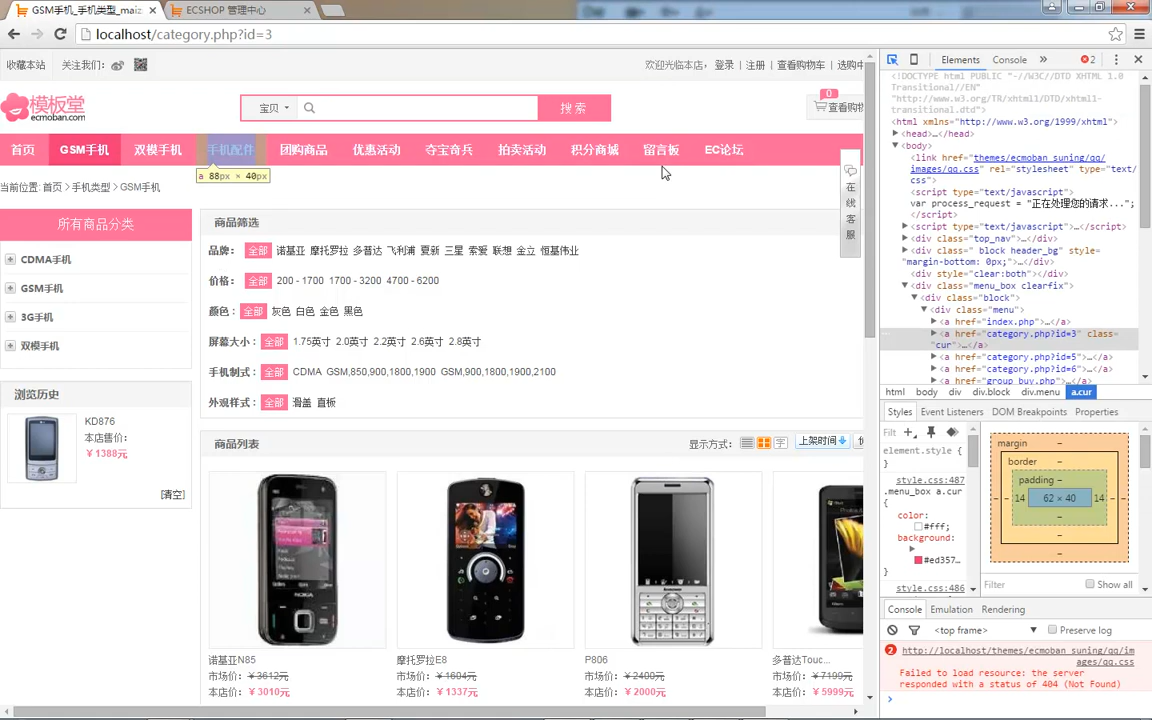 GSM手机_手机类型_maiz
ECSHOP 管理中心
localhost/category.php?id=3
收藏本站 关注我们:
欢迎光临本店, 登录 | 注册 | 查看购物车 | 选购中
模板堂
ecmoban.com
宝贝
搜 索
0
查看购物
首页 GSM手机 双模手机 手机配件 团购商品 优惠活动 夺宝奇兵 拍卖活动 积分商城 留言板 EC论坛
a 88px × 40px
当前位置: 首页 > 手机类型 > GSM手机
在线客服
所有商品分类
CDMA手机
GSM手机
3G手机
双模手机
浏览历史
KD876
本店售价:
￥1388元
[清空]
商品筛选
品牌: 全部 诺基亚 摩托罗拉 多普达 飞利浦 夏新 三星 索爱 联想 金立 恒基伟业
价格: 全部 200 - 1700 1700 - 3200 4700 - 6200
颜色: 全部 灰色 白色 金色 黑色
屏幕大小: 全部 1.75英寸 2.0英寸 2.2英寸 2.6英寸 2.8英寸
手机制式: 全部 CDMA GSM,850,900,1800,1900 GSM,900,1800,1900,2100
外观样式: 全部 滑盖 直板
商品列表
显示方式: 字 上架时间
NOKIA
诺基亚N85
市场价: ￥3612元
本店价: ￥3010元
摩托罗拉E8
市场价: ￥1604元
本店价: ￥1337元
P806
市场价: ￥2400元
本店价: ￥2000元
多普达Touc...
市场价: ￥7199元
本店价: ￥5999元
Elements Console » 2
<!DOCTYPE html PUBLIC "-//W3C//DTD XHTML 1.0
Transitional//EN"
"http://www.w3.org/TR/xhtml1/DTD/xhtml1-
transitional.dtd">
<html xmlns="http://www.w3.org/1999/xhtml">
<head>…</head>
<body>
<link href="themes/ecmoban_suning/qq/
images/qq.css" rel="stylesheet" type="text/
css">
<script type="text/javascript">
var process_request = "正在处理您的请求...";
</script>
<script type="text/javascript">…</script>
<div class="top_nav">…</div>
<div class=" block header_bg" style=
"margin-bottom: 0px;">…</div>
<div style="clear:both"></div>
<div class="menu_box clearfix">
<div class="block">
<div class="menu">
<a href="index.php">…</a>
<a href="category.php?id=3" class=
"cur">…</a>
<a href="category.php?id=5">…</a>
<a href="category.php?id=6">…</a>
<a href="group_buy.php">…</a>
html body div div.block div.menu a.cur
Styles Event Listeners DOM Breakpoints Properties
Filt
element.style {
}
style.css:487
.menu_box a.cur
{
color:
#fff;
background:
#ed357…
}
style.css:486
margin –
border –
padding –
14 62 × 40 14
Filter Show all
Console Emulation Rendering
<top frame> Preserve log
2 http://localhost/themes/ecmoban_suning/qq/im
ages/qq.css
Failed to load resource: the server
responded with a status of 404 (Not Found)